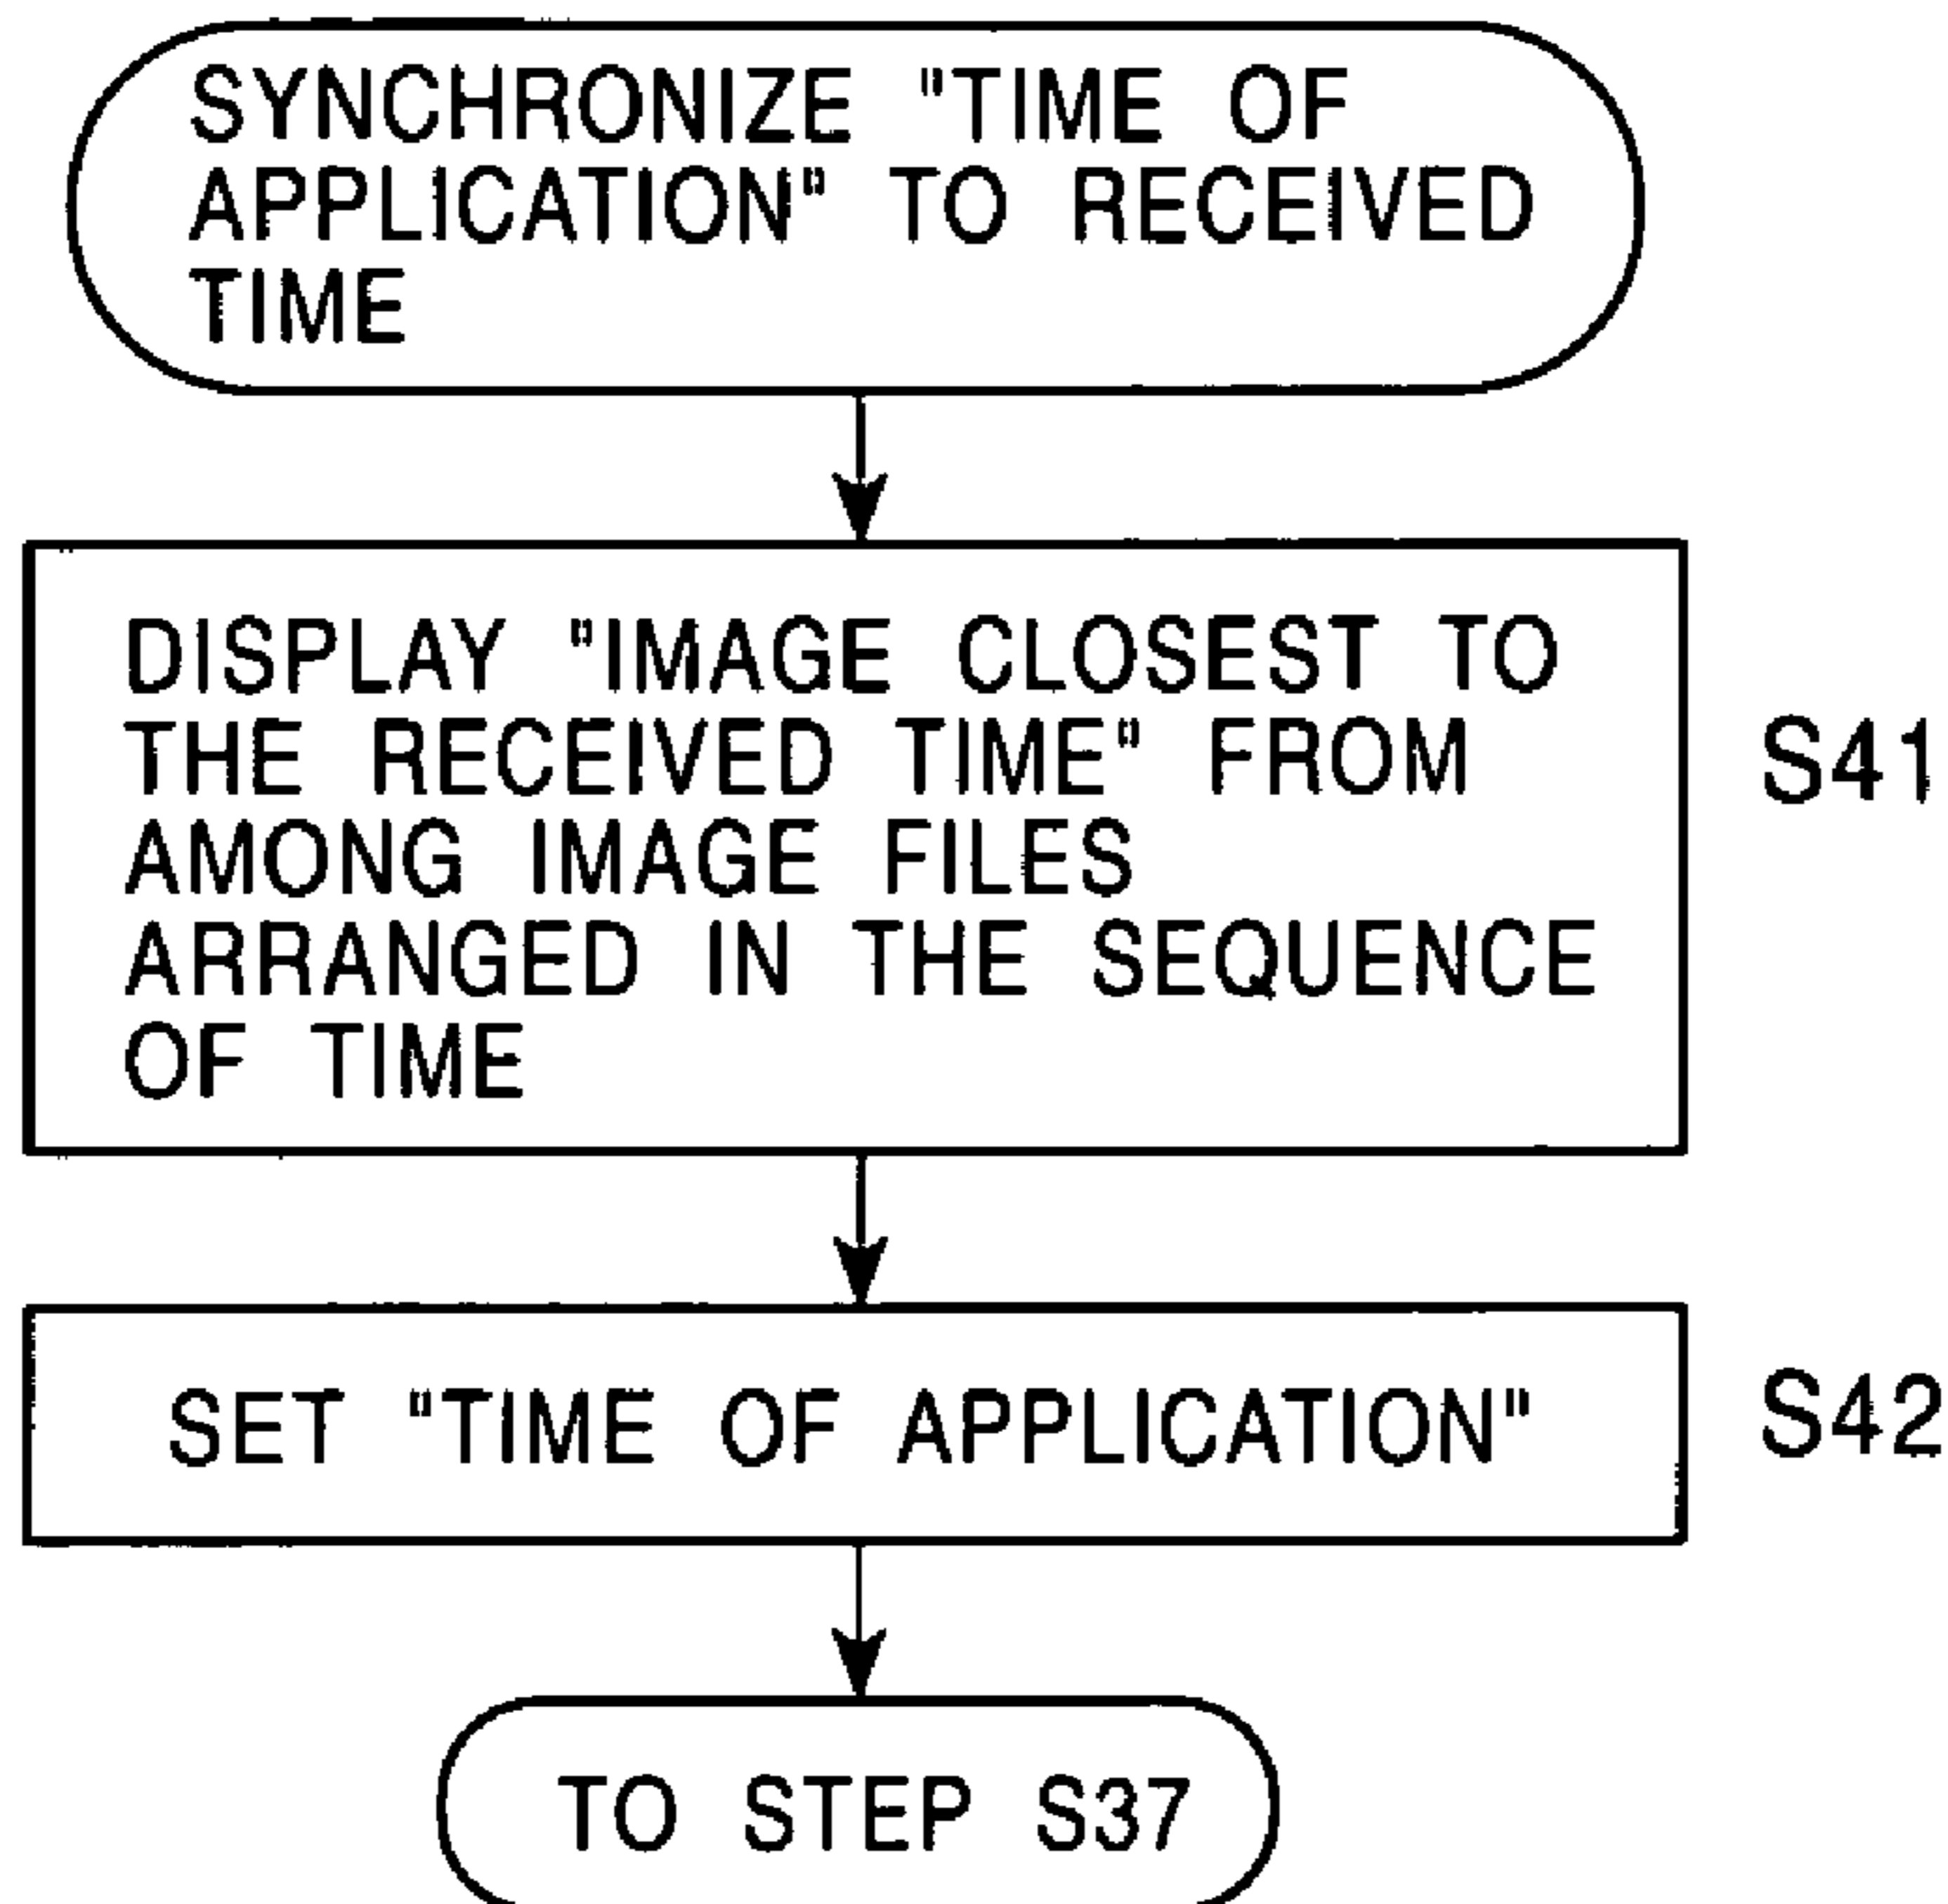 SYNCHRONIZE "TIME OF
APPLICATION" TO RECEIVED
TIME
DISPLAY "IMAGE CLOSEST TO
THE RECEIVED TIME" FROM
AMONG IMAGE FILES
ARRANGED IN THE SEQUENCE
OF TIME
S41
SET "TIME OF APPLICATION"
S42
TO STEP S37